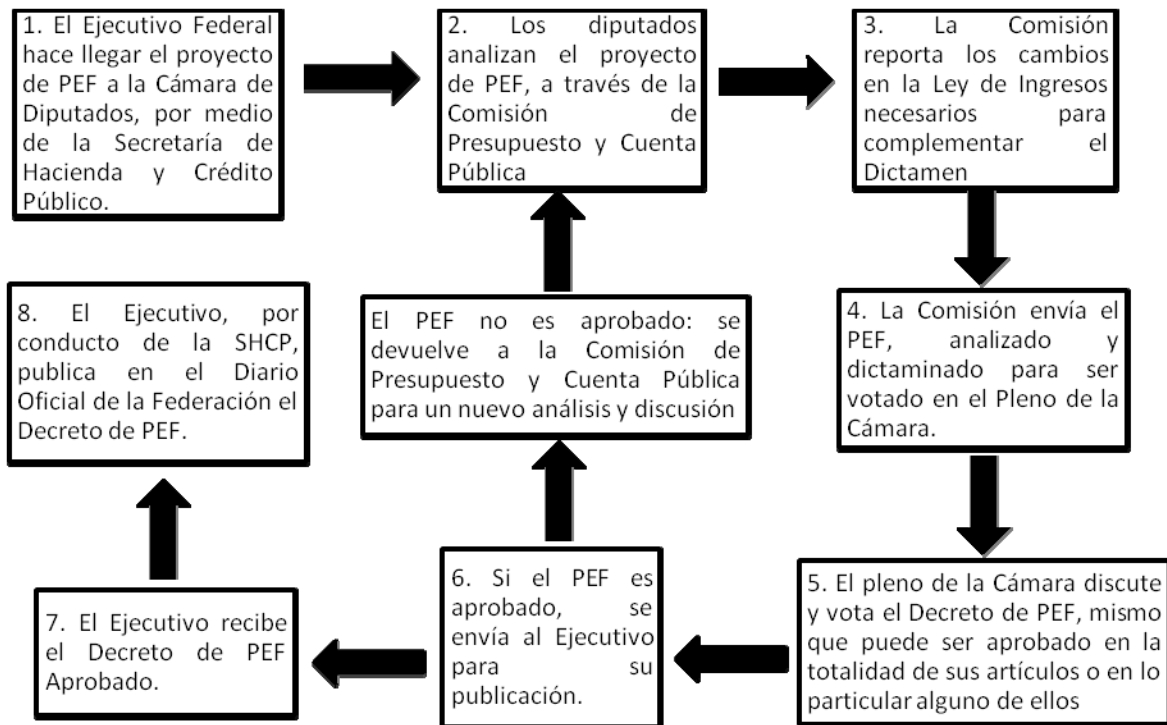 1. El Ejecutivo Federal
hace llegar el proyecto
de PEF a la Cámara de
Diputados, por medio
de la Secretaría de
Hacienda y Crédito
Público.
2. Los diputados
analizan el proyecto
de PEF, a través de la
Comisión de
Presupuesto y Cuenta
Pública
3. La Comisión
reporta los cambios
en la Ley de Ingresos
necesarios para
complementar el
Dictamen
4. La Comisión envía el
PEF, analizado y
dictaminado para ser
votado en el Pleno de la
Cámara.
5. El pleno de la Cámara discute
y vota el Decreto de PEF, mismo
que puede ser aprobado en la
totalidad de sus artículos o en lo
particular alguno de ellos
6. Si el PEF es
aprobado, se
envía al Ejecutivo
para su
publicación.
El PEF no es aprobado: se
devuelve a la Comisión de
Presupuesto y Cuenta Pública
para un nuevo análisis y discusión
7. El Ejecutivo recibe
el Decreto de PEF
Aprobado.
8. El Ejecutivo, por
conducto de la SHCP,
publica en el Diario
Oficial de la Federación el
Decreto de PEF.